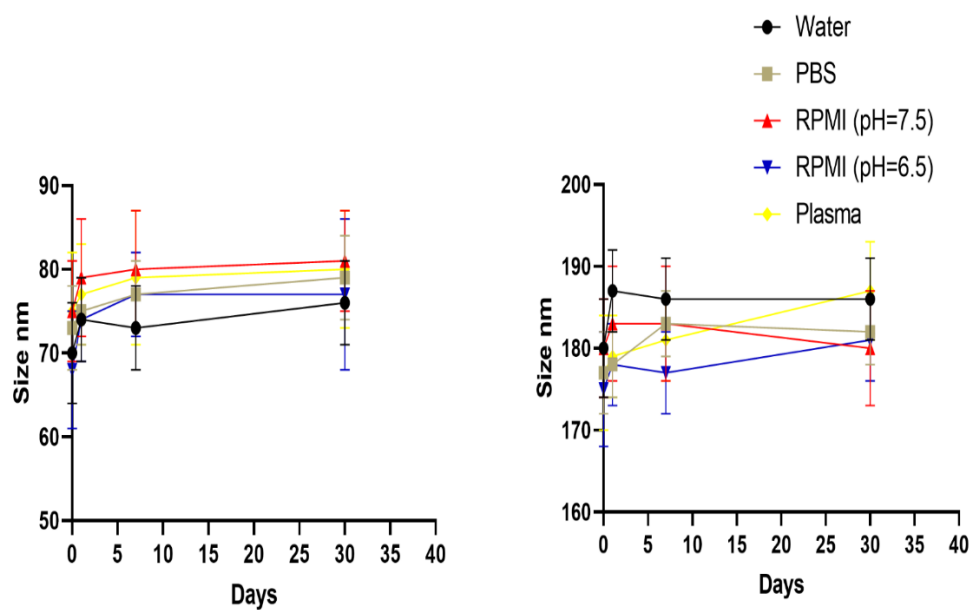 Water
PBS
RPMI (pH=7.5)
RPMI (pH=6.5)
Plasma
90
80
70
60
50
Size nm
0 5 10 15 20 25 30 35 40
Days
200
190
180
170
160
Size nm
0 5 10 15 20 25 30 35 40
Days